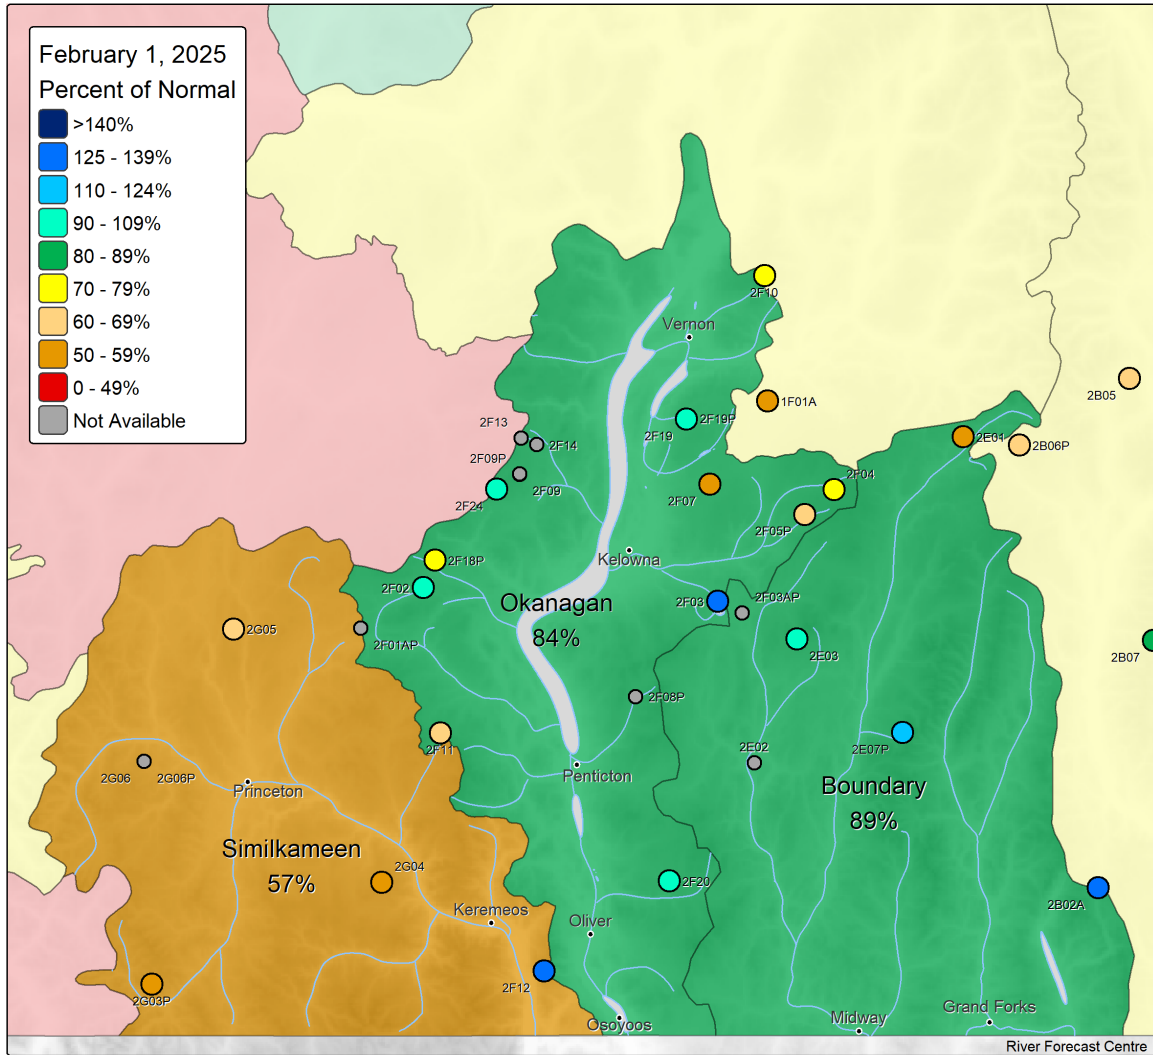 February 1, 2025
Percent of Normal
>140%
125 - 139%
110 - 124%
90 - 109%
80 - 89%
70 - 79%
60 - 69%
50 - 59%
0 - 49%
Not Available
2F10
Vernon
2B05
1F01A
2F19P
2F19
2F13
2F14
2E01
2B06P
2F09P
2F09
2F04
2F24
2F07
2F05P
Kelowna
2F18P
2F02
Okanagan
84%
2F03
2F03AP
2G05
2F01AP
2E03
2B07
2F08P
2F11
2E02
2E07P
2G06
2G06P
Penticton
Princeton
Boundary
89%
Similkameen
57%
2G04
2F20
2B02A
Keremeos
Oliver
2F12
2G03P
Osoyoos
Midway
Grand Forks
River Forecast Centre